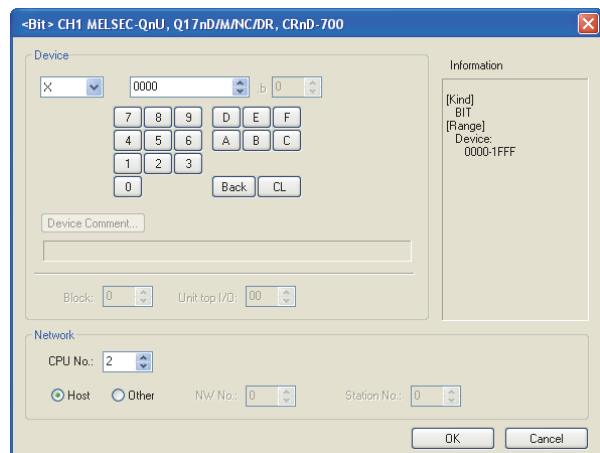 <Bit> CH1 MELSEC-QnU, Q17nD/M/NC/DR, CRnD-700
Device
X 0000 .b 0
7 8 9 D E F
4 5 6 A B C
1 2 3
0 Back CL
Device Comment...
Block: 0 Unit top I/O: 00
Information
[Kind]
BIT
[Range]
Device:
0000-1FFF
Network
CPU No.: 2
Host Other NW No.: 0 Station No.: 0
OK Cancel